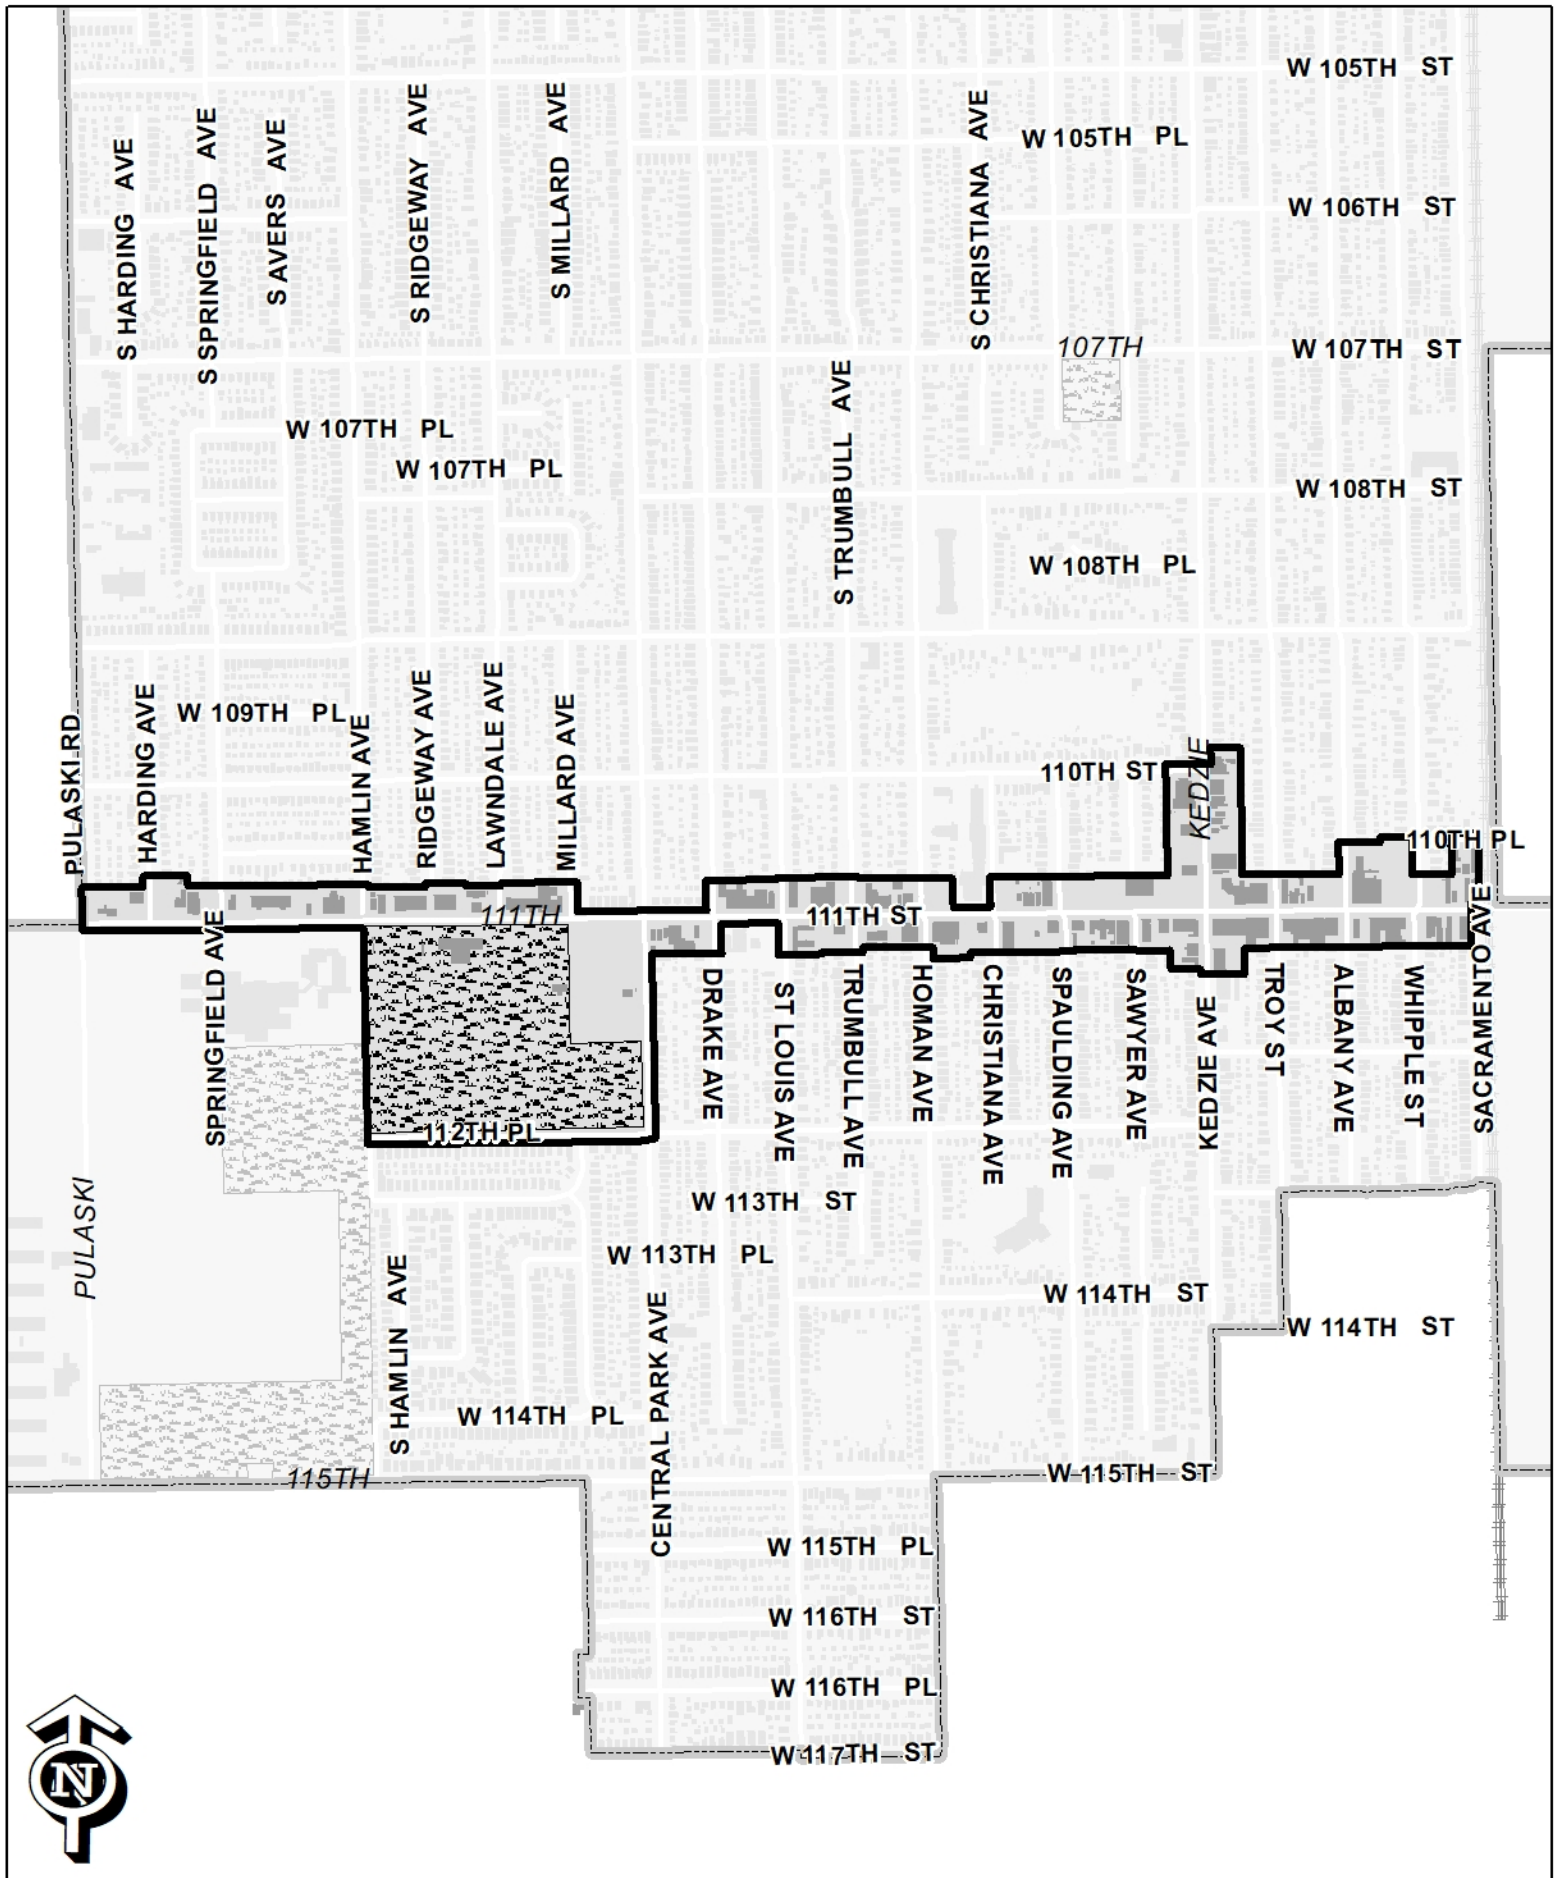 W 105TH ST
S HARDING AVE
S SPRINGFIELD AVE
S AVERS AVE
S RIDGEWAY AVE
S MILLARD AVE
S CHRISTIANA AVE
W 105TH PL
W 106TH ST
107TH
W 107TH ST
S TRUMBULL AVE
W 107TH PL
W 107TH PL
W 108TH ST
W 108TH PL
PULASKI RD
HARDING AVE
W 109TH PL
HAMLIN AVE
RIDGEWAY AVE
LAWNDALE AVE
MILLARD AVE
110TH ST
KEDZIE
110TH PL
111TH
111TH ST
SPRINGFIELD AVE
DRAKE AVE
ST LOUIS AVE
TRUMBULL AVE
HOMAN AVE
CHRISTIANA AVE
SPAULDING AVE
SAWYER AVE
KEDZIE AVE
TROY ST
ALBANY AVE
WHIPPLE ST
SACRAMENTO AVE
112TH PL
PULASKI
W 113TH ST
W 113TH PL
S HAMLIN AVE
CENTRAL PARK AVE
W 114TH ST
W 114TH ST
W 114TH PL
115TH
W 115TH ST
W 115TH PL
W 116TH ST
W 116TH PL
W 117TH ST
N